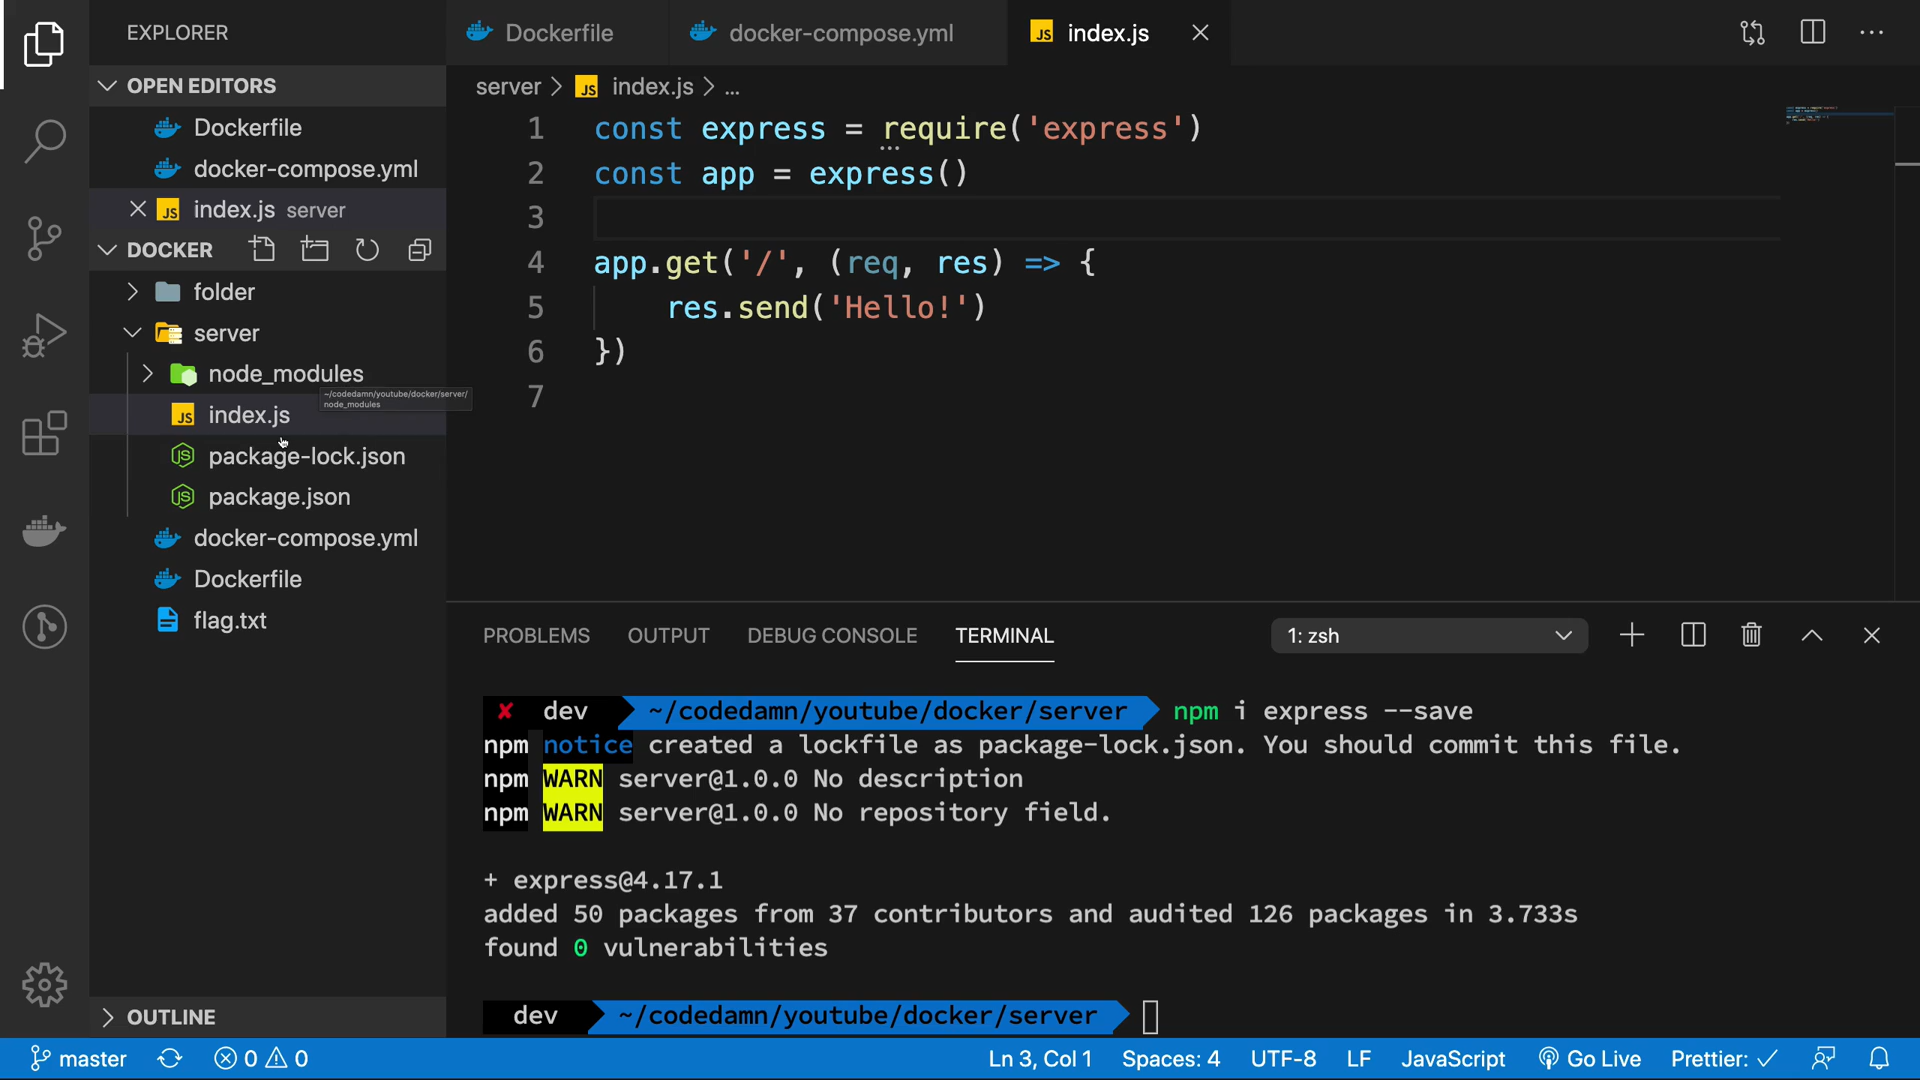 EXPLORER
OPEN EDITORS
Dockerfile
docker-compose.yml
index.js server
DOCKER
folder
server
node_modules
~/codedamn/youtube/docker/server/
node_modules
index.js
package-lock.json
package.json
docker-compose.yml
Dockerfile
flag.txt
OUTLINE
Dockerfile
docker-compose.yml
JS index.js
server > JS index.js > ...
1 const express = require('express')
2 const app = express()
3
4 app.get('/', (req, res) => {
5 res.send('Hello!')
6 })
7
PROBLEMS OUTPUT DEBUG CONSOLE TERMINAL 1: zsh
✘ dev ~/codedamn/youtube/docker/server npm i express --save
npm notice created a lockfile as package-lock.json. You should commit this file.
npm WARN server@1.0.0 No description
npm WARN server@1.0.0 No repository field.
+ express@4.17.1
added 50 packages from 37 contributors and audited 126 packages in 3.733s
found 0 vulnerabilities
dev ~/codedamn/youtube/docker/server
master 0 0 Ln 3, Col 1 Spaces: 4 UTF-8 LF JavaScript Go Live Prettier: ✓